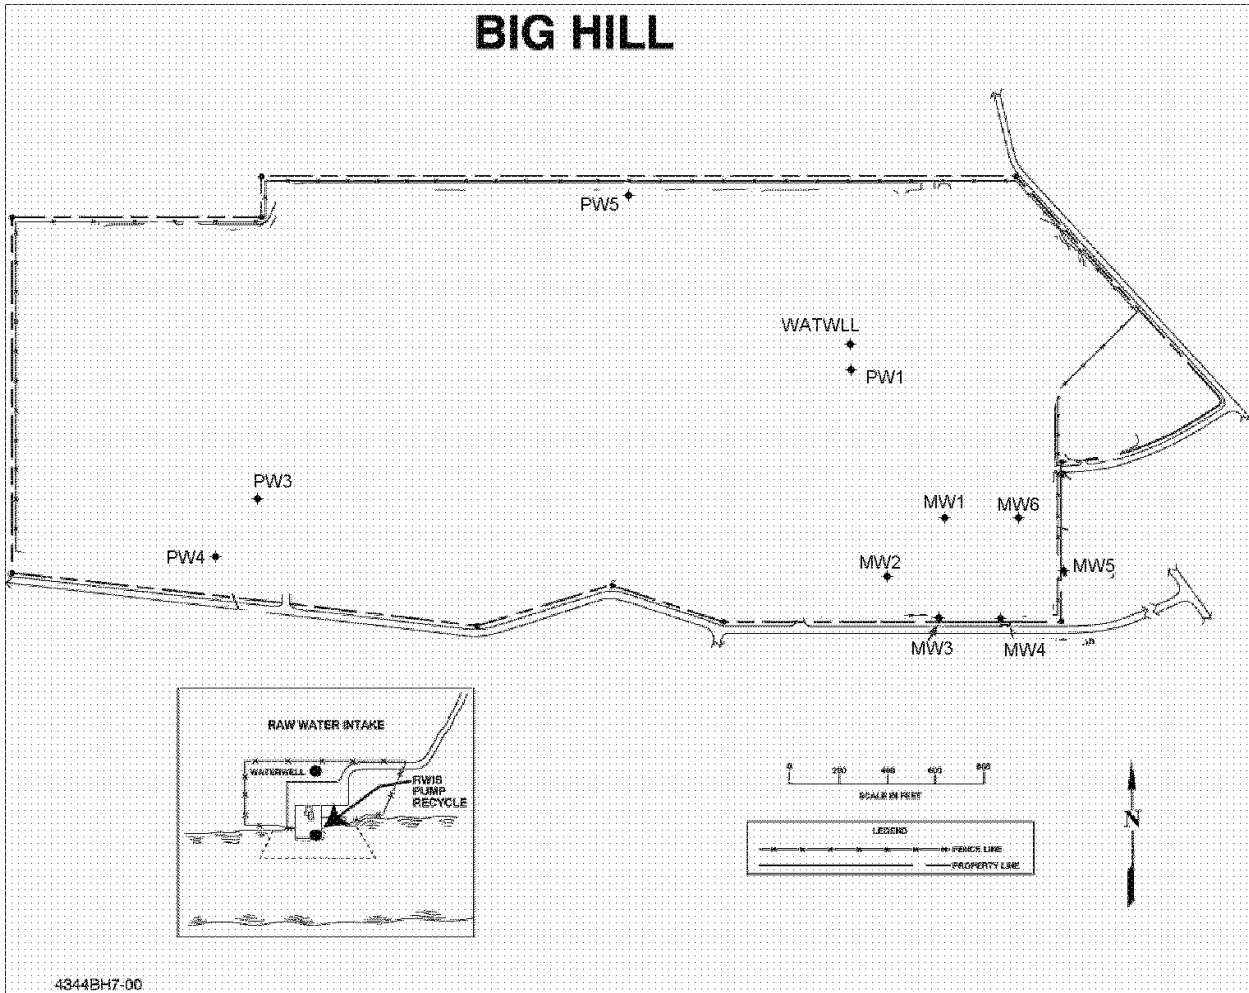 BIG HILL
PW5
WATWLL
PW1
PW3
MW1
MW6
PW4
MW2
MW5
MW3
MW4
RAW WATER INTAKE
WATERWELL
RWIS
PUMP
RECYCLE
0 200 400 600 800
SCALE IN FEET
N
LEGEND
FENCE LINE
PROPERTY LINE
4344BH7-00